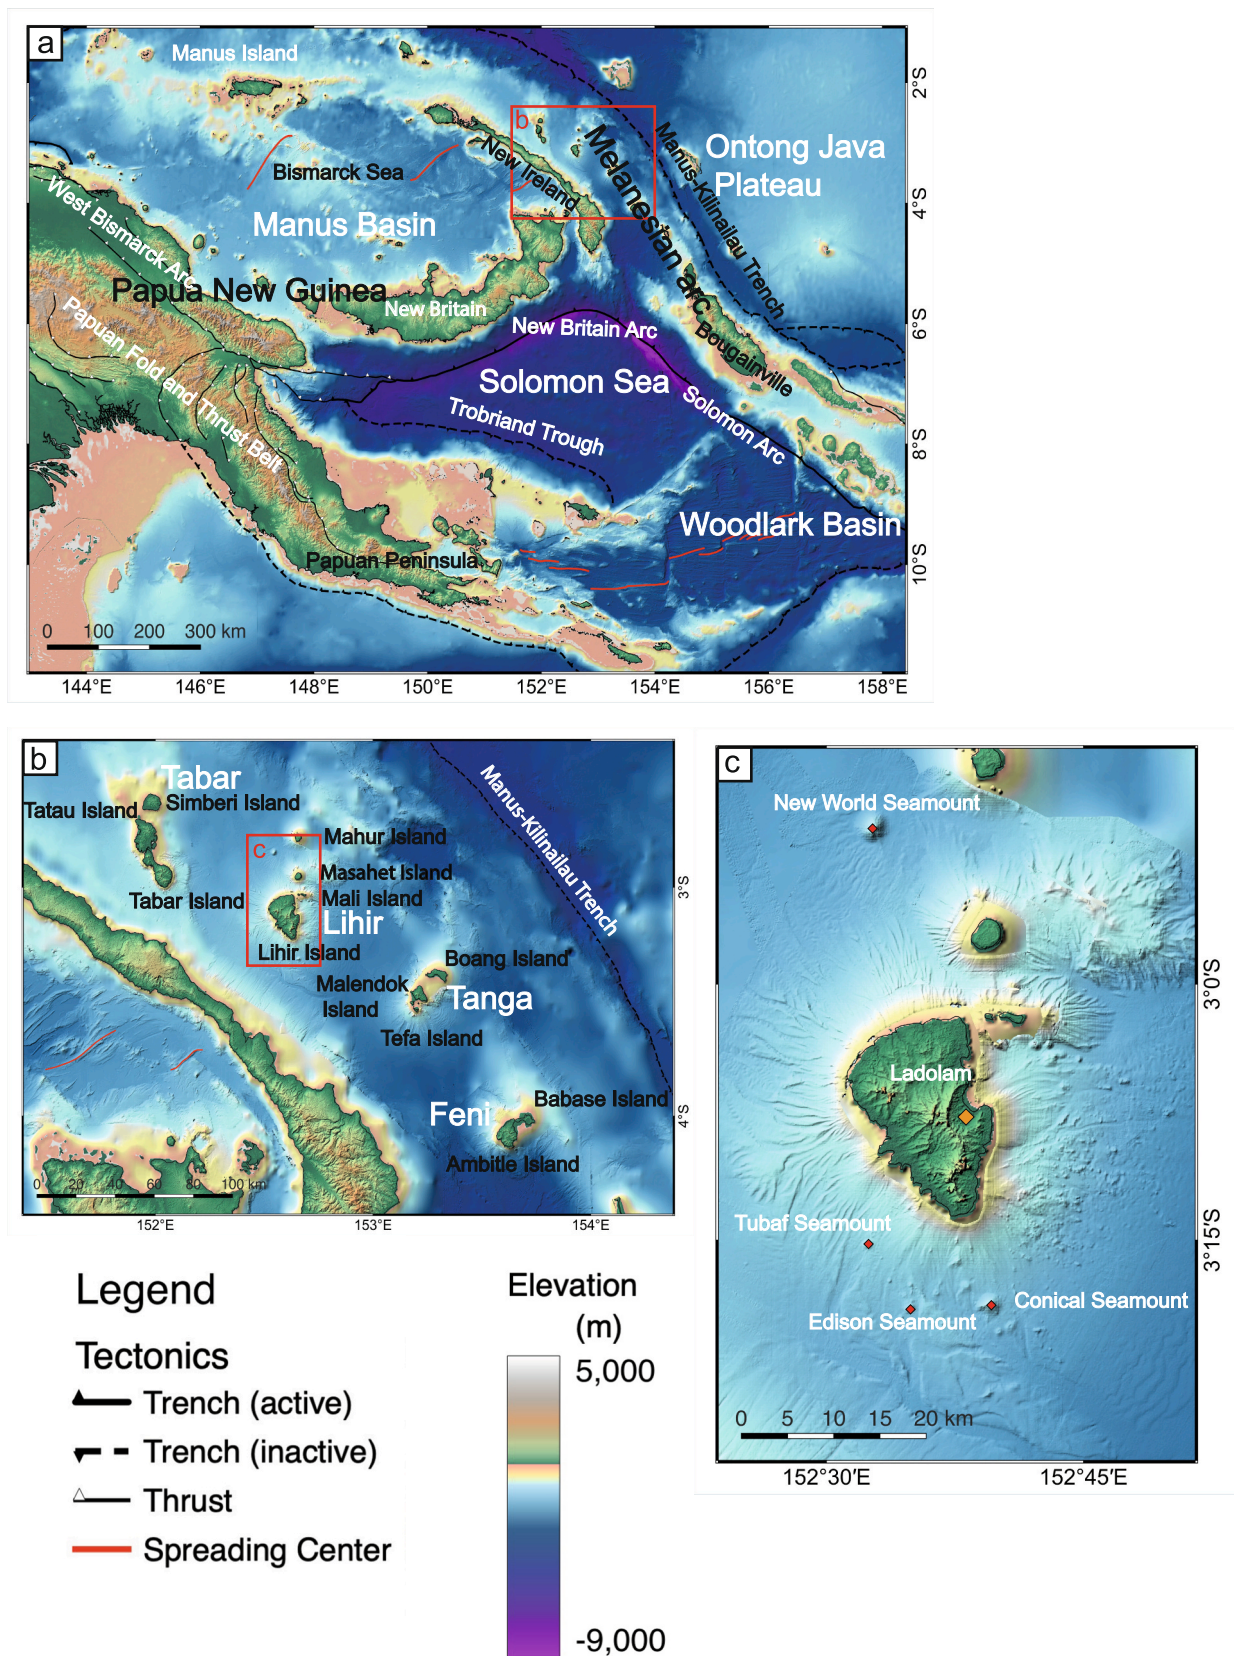 a
Manus Island
2°S
b
Ontong Java
Plateau
Manus-Kilinailau Trench
Melanesian arc
New Ireland
Bismarck Sea
4°S
West Bismarck Arc
Manus Basin
Papua New Guinea
New Britain
New Britain Arc
6°S
Bougainville
Papuan Fold and Thrust Belt
Solomon Sea
Solomon Arc
Trobriand Trough
8°S
Woodlark Basin
Papuan Peninsula
10°S
0 100 200 300 km
144°E 146°E 148°E 150°E 152°E 154°E 156°E 158°E
b
Tabar
Tatau Island
Simberi Island
Manus-Kilinailau Trench
Mahur Island
c
Masahet Island
3°S
Tabar Island
Mali Island
Lihir
Lihir Island
Boang Island
Malendok
Island
Tanga
Tefa Island
Babase Island
Feni
4°S
Ambitle Island
0 20 40 60 80 100 km
152°E 153°E 154°E
c
New World Seamount
3°0'S
Ladolam
Tubaf Seamount
3°15'S
Conical Seamount
Edison Seamount
0 5 10 15 20 km
152°30'E 152°45'E
Legend
Tectonics
Trench (active)
Trench (inactive)
Thrust
Spreading Center
Elevation
(m)
5,000
-9,000